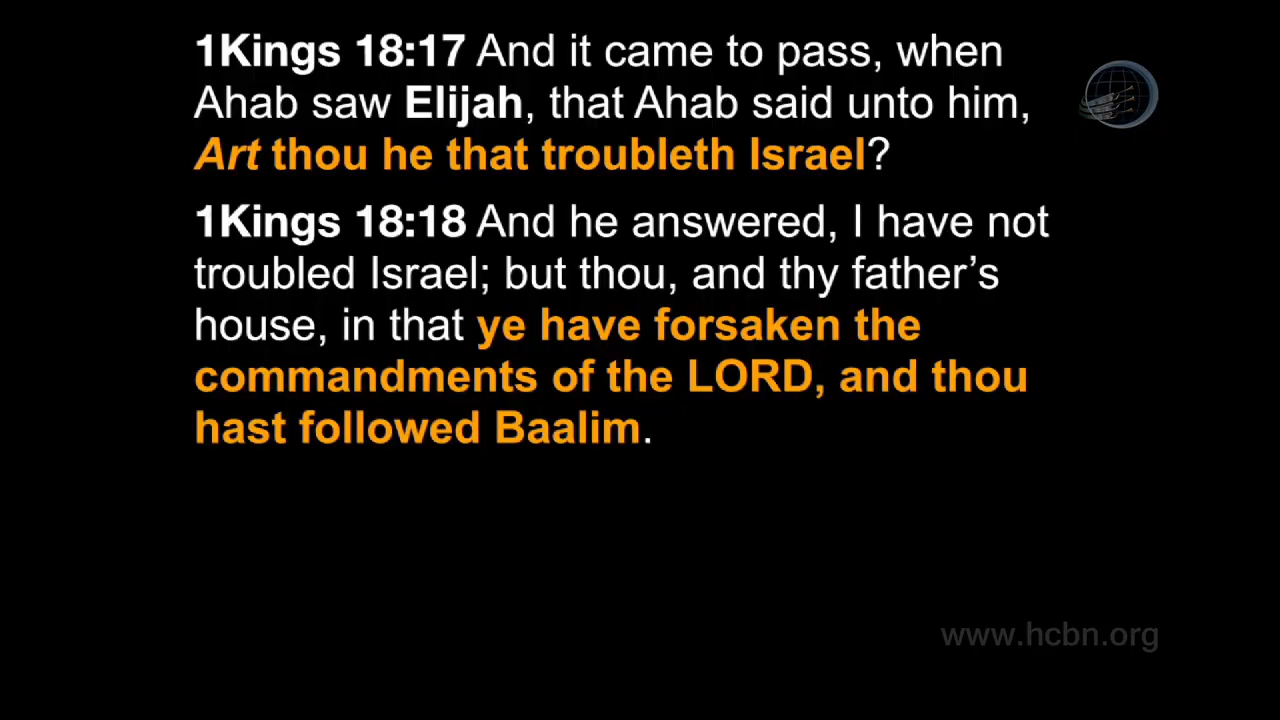 1Kings 18:17 And it came to pass, when
Ahab saw Elijah, that Ahab said unto him,
Art thou he that troubleth Israel?
1Kings 18:18 And he answered, I have not
troubled Israel; but thou, and thy father’s
house, in that ye have forsaken the
commandments of the LORD, and thou
hast followed Baalim.
www.hcbn.org